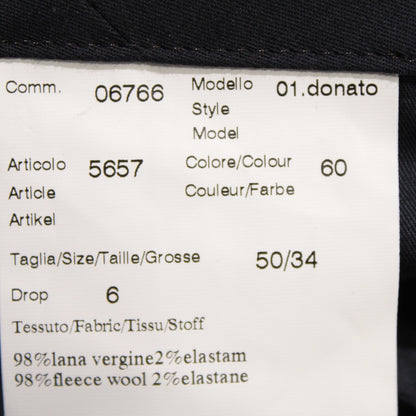 Comm. 06766 Modello 01.donato
Style
Model
Articolo 5657 Colore/Colour 60
Article Couleur/Farbe
Artikel
Taglia/Size/Taille/Grosse 50/34
Drop 6
Tessuto/Fabric/Tissu/Stoff
98%lana vergine2%elastam
98%fleece wool 2%elastane